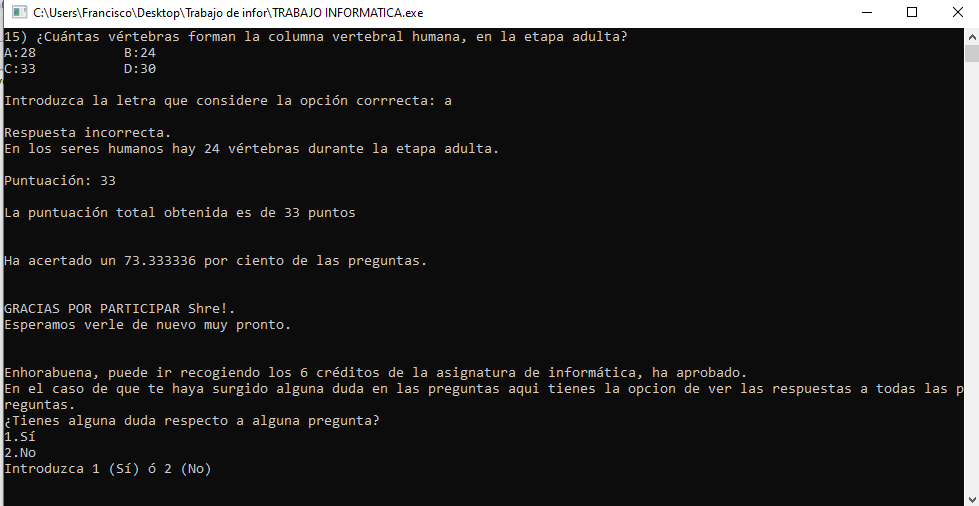 C:\Users\Francisco\Desktop\Trabajo de infor\TRABAJO INFORMATICA.exe
15) ¿Cuántas vértebras forman la columna vertebral humana, en la etapa adulta?
A:28 B:24
C:33 D:30
Introduzca la letra que considere la opción corrrecta: a
Respuesta incorrecta.
En los seres humanos hay 24 vértebras durante la etapa adulta.
Puntuación: 33
La puntuación total obtenida es de 33 puntos
Ha acertado un 73.333336 por ciento de las preguntas.
GRACIAS POR PARTICIPAR Shre!.
Esperamos verle de nuevo muy pronto.
Enhorabuena, puede ir recogiendo los 6 créditos de la asignatura de informática, ha aprobado.
En el caso de que te haya surgido alguna duda en las preguntas aqui tienes la opcion de ver las respuestas a todas las p
reguntas.
¿Tienes alguna duda respecto a alguna pregunta?
1.Sí
2.No
Introduzca 1 (Sí) ó 2 (No)